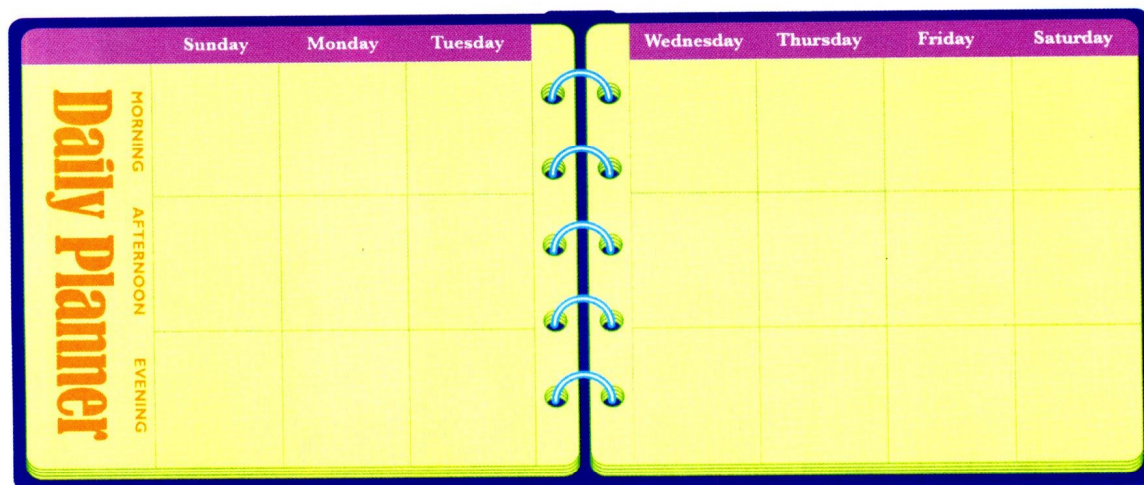 Sunday Monday Tuesday Wednesday Thursday Friday Saturday
Daily Planner
MORNING AFTERNOON EVENING